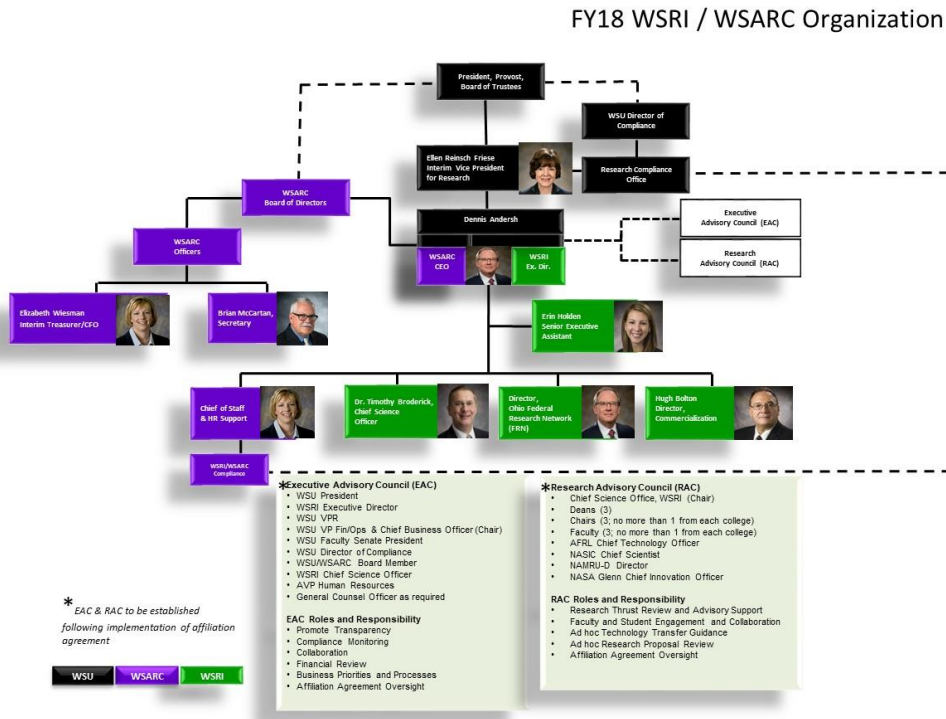 FY18 WSRI / WSARC Organization
President, Provost,
Board of Trustees
WSU Director of
Compliance
Ellen Reinsch Friese
Interim Vice President
for Research
Research Compliance
Office
WSARC
Board of Directors
Dennis Andersh
WSARC
CEO
WSRI
Ex. Dir.
Executive
Advisory Council (EAC)
Research
Advisory Council (RAC)
WSARC
Officers
Elizabeth Wiesman
Interim Treasurer/CFO
Brian McCartan,
Secretary
Erin Holden
Senior Executive
Assistant
Chief of Staff
& HR Support
Dr. Timothy Broderick,
Chief Science
Officer
Director,
Ohio Federal
Research Network
(FRN)
Hugh Bolton
Director,
Commercialization
WSRI/WSARC
Compliance
*Executive Advisory Council (EAC)
• WSU President
• WSRI Executive Director
• WSU VPR
• WSU VP Fin/Ops & Chief Business Officer (Chair)
• WSU Faculty Senate President
• WSU Director of Compliance
• WSU/WSARC Board Member
• WSRI Chief Science Officer
• AVP Human Resources
• General Counsel Officer as required
EAC Roles and Responsibility
• Promote Transparency
• Compliance Monitoring
• Collaboration
• Financial Review
• Business Priorities and Processes
• Affiliation Agreement Oversight
*Research Advisory Council (RAC)
• Chief Science Office, WSRI (Chair)
• Deans (3)
• Chairs (3; no more than 1 from each college)
• Faculty (3; no more than 1 from each college)
• AFRL Chief Technology Officer
• NASIC Chief Scientist
• NAMRU-D Director
• NASA Glenn Chief Innovation Officer
RAC Roles and Responsibility
• Research Thrust Review and Advisory Support
• Faculty and Student Engagement and Collaboration
• Ad hoc Technology Transfer Guidance
• Ad hoc Research Proposal Review
• Affiliation Agreement Oversight
* EAC & RAC to be established
following implementation of affiliation
agreement
WSU
WSARC
WSRI